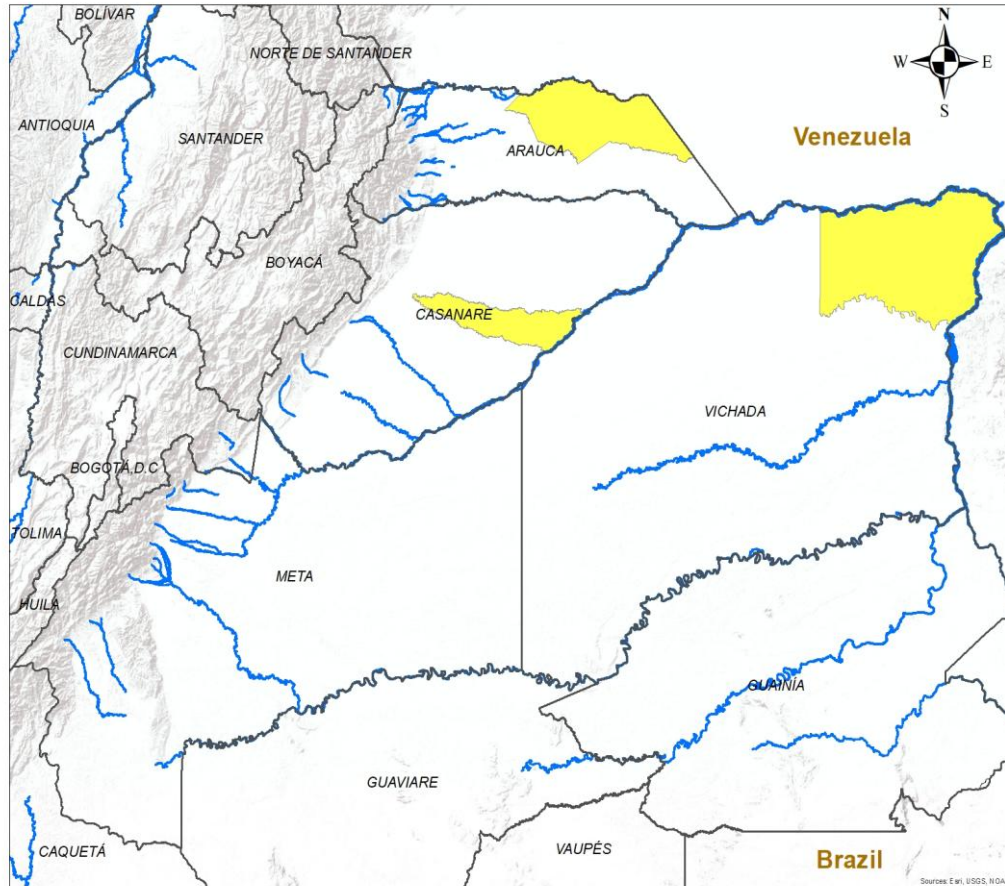 BOLÍVAR
N
NORTE DE SANTANDER
W
E
S
ANTIOQUIA
SANTANDER
Venezuela
ARAUCA
BOYACÁ
CALDAS
CASANARE
CUNDINAMARCA
VICHADA
BOGOTÁ,D.C
TOLIMA
META
HUILA
GUAINÍA
GUAVIARE
CAQUETÁ
VAUPÉS
Brazil
Sources: Esri, USGS, NOA